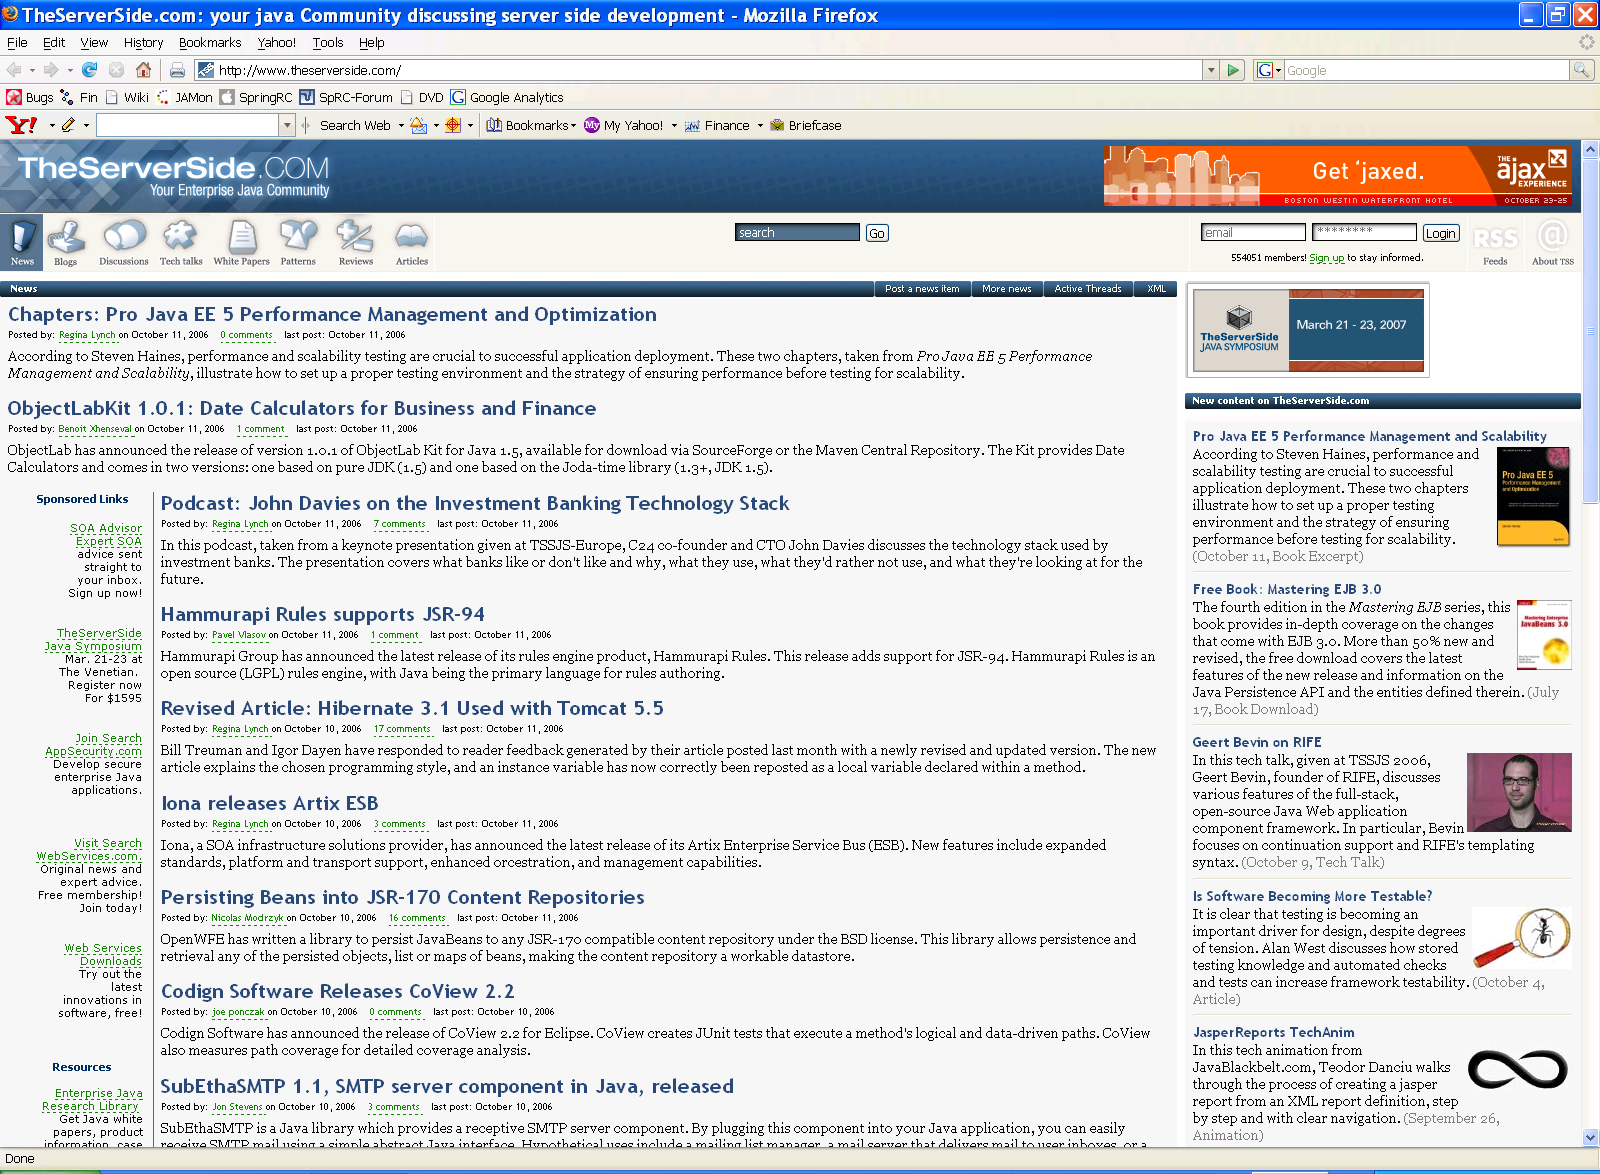 TheServerSide.com: your java Community discussing server side development - Mozilla Firefox
File Edit View History Bookmarks Yahoo! Tools Help
http://www.theserverside.com/
Google
Bugs Fin Wiki JAMon SpringRC SpRC-Forum DVD Google Analytics
Y! Search Web Bookmarks My Yahoo! Finance Briefcase
TheServerSide.COM
Your Enterprise Java Community
Get 'jaxed.
BOSTON WESTIN WATERFRONT HOTEL
THE ajax EXPERIENCE
OCTOBER 23-25
News Blogs Discussions Tech talks White Papers Patterns Reviews Articles
search Go
email ******** Login
554051 members! Sign up to stay informed.
RSS Feeds
@ About TSS
News Post a news item More news Active Threads XML
Chapters: Pro Java EE 5 Performance Management and Optimization
Posted by: Regina Lynch on October 11, 2006 0 comments last post: October 11, 2006
According to Steven Haines, performance and scalability testing are crucial to successful application deployment. These two chapters, taken from Pro Java EE 5 Performance
Management and Scalability, illustrate how to set up a proper testing environment and the strategy of ensuring performance before testing for scalability.
ObjectLabKit 1.0.1: Date Calculators for Business and Finance
Posted by: Benoit Xhenseval on October 11, 2006 1 comment last post: October 11, 2006
ObjectLab has announced the release of version 1.0.1 of ObjectLab Kit for Java 1.5, available for download via SourceForge or the Maven Central Repository. The Kit provides Date
Calculators and comes in two versions: one based on pure JDK (1.5) and one based on the Joda-time library (1.3+, JDK 1.5).
Sponsored Links
SOA Advisor
Expert SOA
advice sent
straight to
your inbox.
Sign up now!
TheServerSide
Java Symposium
Mar. 21-23 at
The Venetian.
Register now
For $1595
Join Search
AppSecurity.com
Develop secure
enterprise Java
applications.
Visit Search
WebServices.com.
Original news and
expert advice.
Free membership!
Join today!
Web Services
Downloads
Try out the
latest
innovations in
software, free!
Resources
Enterprise Java
Research Library
Get Java white
papers, product
information, case
Podcast: John Davies on the Investment Banking Technology Stack
Posted by: Regina Lynch on October 11, 2006 7 comments last post: October 11, 2006
In this podcast, taken from a keynote presentation given at TSSJS-Europe, C24 co-founder and CTO John Davies discusses the technology stack used by
investment banks. The presentation covers what banks like or don't like and why, what they use, what they'd rather not use, and what they're looking at for the
future.
Hammurapi Rules supports JSR-94
Posted by: Pavel Vlasov on October 11, 2006 1 comment last post: October 11, 2006
Hammurapi Group has announced the latest release of its rules engine product, Hammurapi Rules. This release adds support for JSR-94. Hammurapi Rules is an
open source (LGPL) rules engine, with Java being the primary language for rules authoring.
Revised Article: Hibernate 3.1 Used with Tomcat 5.5
Posted by: Regina Lynch on October 10, 2006 17 comments last post: October 11, 2006
Bill Treuman and Igor Dayen have responded to reader feedback generated by their article posted last month with a newly revised and updated version. The new
article explains the chosen programming style, and an instance variable has now correctly been reposted as a local variable declared within a method.
Iona releases Artix ESB
Posted by: Regina Lynch on October 10, 2006 3 comments last post: October 11, 2006
Iona, a SOA infrastructure solutions provider, has announced the latest release of its Artix Enterprise Service Bus (ESB). New features include expanded
standards, platform and transport support, enhanced orcestration, and management capabilities.
Persisting Beans into JSR-170 Content Repositories
Posted by: Nicolas Modrzyk on October 10, 2006 16 comments last post: October 11, 2006
OpenWFE has written a library to persist JavaBeans to any JSR-170 compatible content repository under the BSD license. This library allows persistence and
retrieval any of the persisted objects, list or maps of beans, making the content repository a workable datastore.
Codign Software Releases CoView 2.2
Posted by: joe ponczak on October 10, 2006 0 comments last post: October 10, 2006
Codign Software has announced the release of CoView 2.2 for Eclipse. CoView creates JUnit tests that execute a method's logical and data-driven paths. CoView
also measures path coverage for detailed coverage analysis.
SubEthaSMTP 1.1, SMTP server component in Java, released
Posted by: Jon Stevens on October 10, 2006 3 comments last post: October 10, 2006
SubEthaSMTP is a Java library which provides a receptive SMTP server component. By plugging this component into your Java application, you can easily
receive SMTP mail using a simple abstract Java interface. Hypothetical uses include a mailing list manager, a mail server that delivers mail to user inboxes, or a
TheServerSide
JAVA SYMPOSIUM
March 21 - 23, 2007
New content on TheServerSide.com
Pro Java EE 5 Performance Management and Scalability
According to Steven Haines, performance and
scalability testing are crucial to successful
application deployment. These two chapters
illustrate how to set up a proper testing
environment and the strategy of ensuring
performance before testing for scalability.
(October 11, Book Excerpt)
Pro Java EE 5
Performance Management
and Optimization
Free Book: Mastering EJB 3.0
The fourth edition in the Mastering EJB series, this
book provides in-depth coverage on the changes
that come with EJB 3.0. More than 50% new and
revised, the free download covers the latest
features of the new release and information on the
Java Persistence API and the entities defined therein. (July
17, Book Download)
Mastering Enterprise
JavaBeans 3.0
Geert Bevin on RIFE
In this tech talk, given at TSSJS 2006,
Geert Bevin, founder of RIFE, discusses
various features of the full-stack,
open-source Java Web application
component framework. In particular, Bevin
focuses on continuation support and RIFE's templating
syntax. (October 9, Tech Talk)
Is Software Becoming More Testable?
It is clear that testing is becoming an
important driver for design, despite degrees
of tension. Alan West discusses how stored
testing knowledge and automated checks
and tests can increase framework testability. (October 4,
Article)
JasperReports TechAnim
In this tech animation from
JavaBlackbelt.com, Teodor Danciu walks
through the process of creating a jasper
report from an XML report definition, step
by step and with clear navigation. (September 26,
Animation)
Done